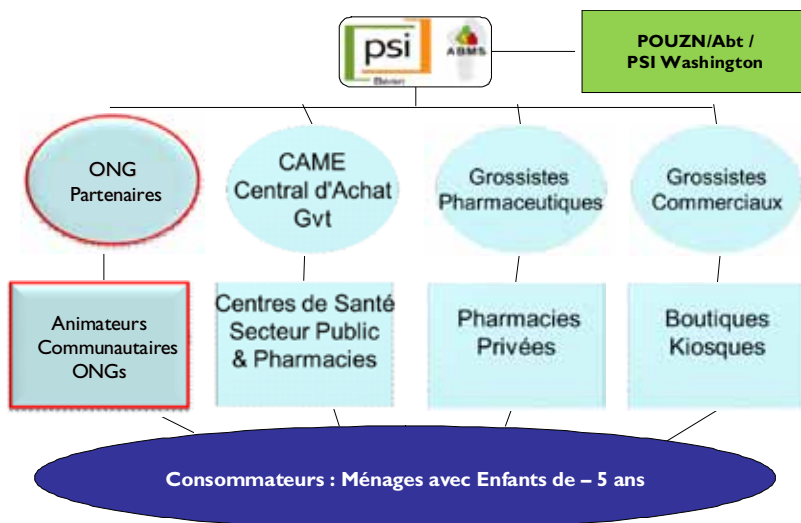 psi
Bénin
ABMS
POUZN/Abt /
PSI Washington
ONG
Partenaires
CAME
Central d'Achat
Gvt
Grossistes
Pharmaceutiques
Grossistes
Commerciaux
Animateurs
Communautaires
ONGs
Centres de Santé
Secteur Public
& Pharmacies
Pharmacies
Privées
Boutiques
Kiosques
Consommateurs : Ménages avec Enfants de – 5 ans